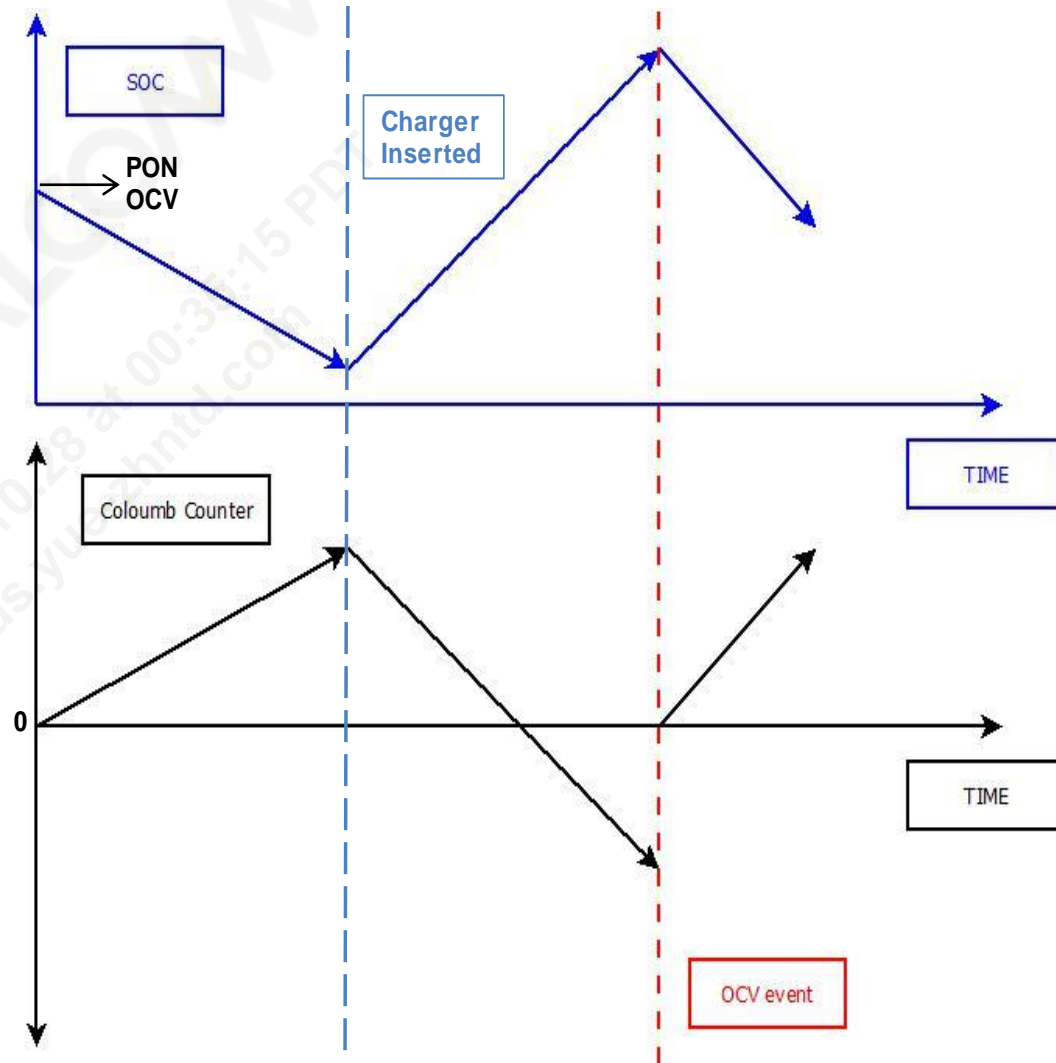 SOC
Charger
Inserted
PON
OCV
TIME
Coloumb Counter
0
TIME
OCV event